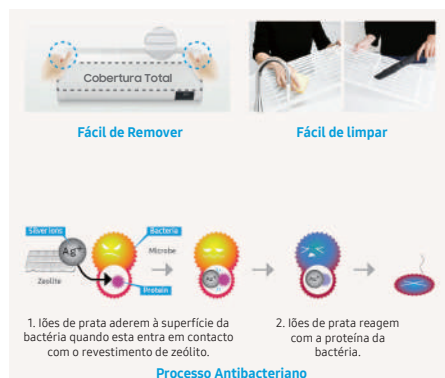 Cobertura Total
Fácil de Remover
Fácil de limpar
Silver ions
Ag+
Bacteria
Microbe
Zeolite
Protein
1. Iões de prata aderem à superfície da
bactéria quando esta entra em contacto
com o revestimento de zeólito.
2. Iões de prata reagem
com a proteína da
bactéria.
Processo Antibacteriano